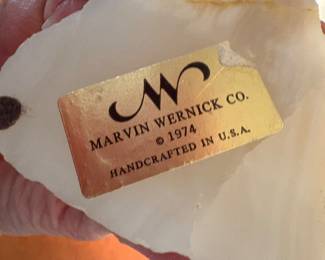 MARVIN WERNICK CO.
© 1974
HANDCRAFTED IN U.S.A.